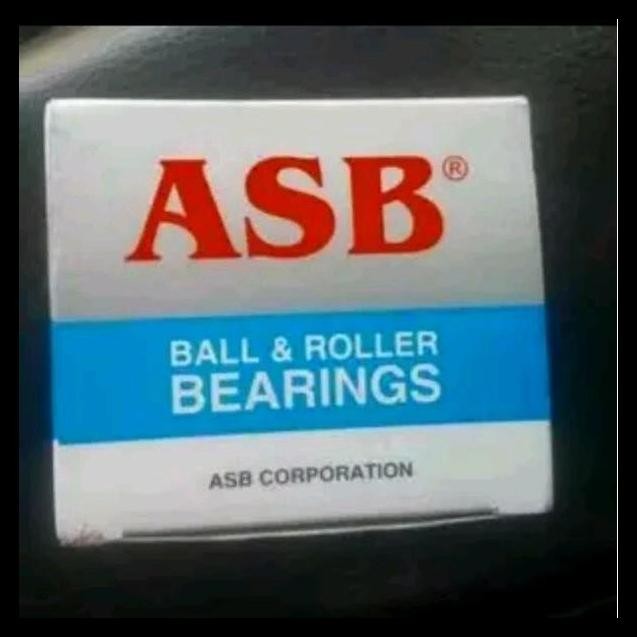 ASB®
BALL & ROLLER
BEARINGS
ASB CORPORATION